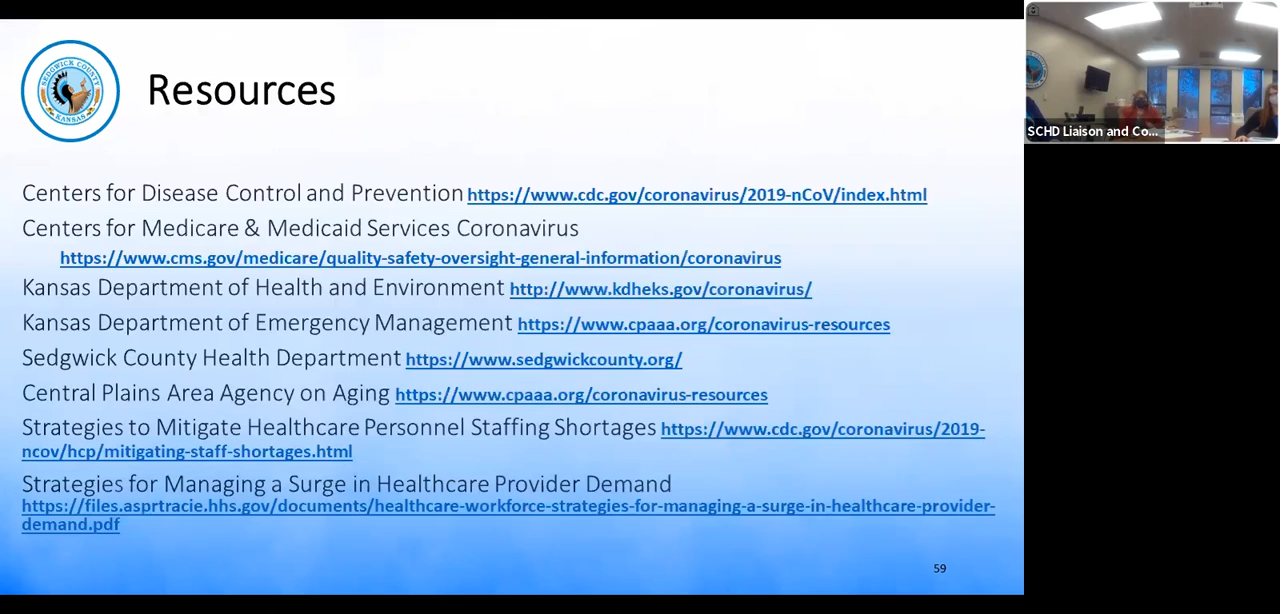 SEDGWICK COUNTY
KANSAS
Resources
SCHD Liaison and Co...
Centers for Disease Control and Prevention https://www.cdc.gov/coronavirus/2019-nCoV/index.html
Centers for Medicare & Medicaid Services Coronavirus
https://www.cms.gov/medicare/quality-safety-oversight-general-information/coronavirus
Kansas Department of Health and Environment http://www.kdheks.gov/coronavirus/
Kansas Department of Emergency Management https://www.cpaaa.org/coronavirus-resources
Sedgwick County Health Department https://www.sedgwickcounty.org/
Central Plains Area Agency on Aging https://www.cpaaa.org/coronavirus-resources
Strategies to Mitigate Healthcare Personnel Staffing Shortages https://www.cdc.gov/coronavirus/2019-
ncov/hcp/mitigating-staff-shortages.html
Strategies for Managing a Surge in Healthcare Provider Demand
https://files.asprtracie.hhs.gov/documents/healthcare-workforce-strategies-for-managing-a-surge-in-healthcare-provider-
demand.pdf
59